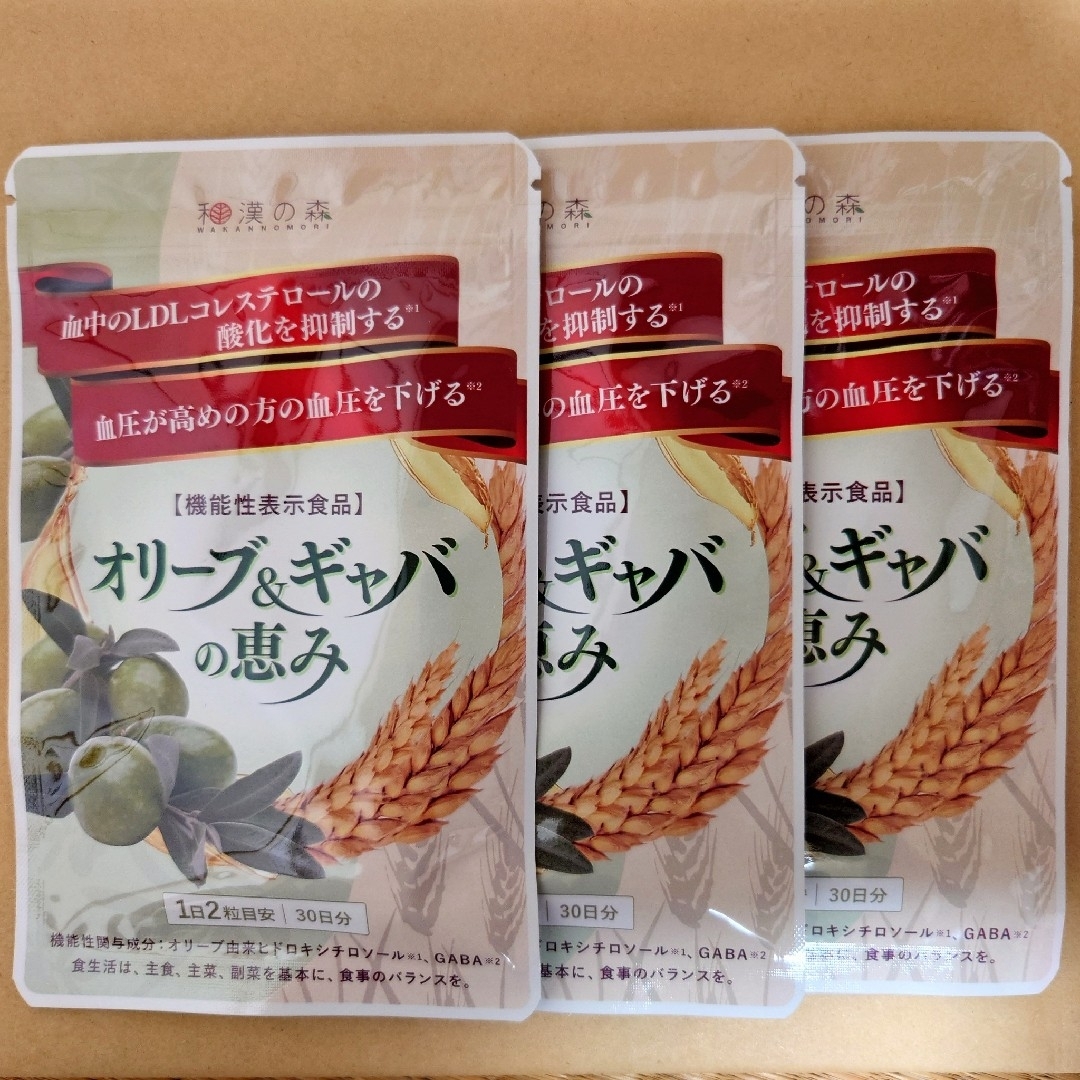 和漢の森
WAKANNOMORI
血中のLDLコレステロールの
酸化を抑制する※1
血圧が高めの方の血圧を下げる※2
【機能性表示食品】
オリーブ&ギャバ
の恵み
1日2粒目安 30日分
機能性関与成分：オリーブ由来ヒドロキシチロソール※1、GABA※2
食生活は、主食、主菜、副菜を基本に、食事のバランスを。
の森
NOMORI
テロールの
を抑制する※1
の血圧を下げる※2
表示食品】
&ギャバ
恵み
30日分
ドロキシチロソール※1、GABA※2
基本に、食事のバランスを。
の森
NOMORI
テロールの
を抑制する※1
方の血圧を下げる※2
表示食品】
&ギャバ
恵み
30日分
ドロキシチロソール※1、GABA※2
基本に、食事のバランスを。